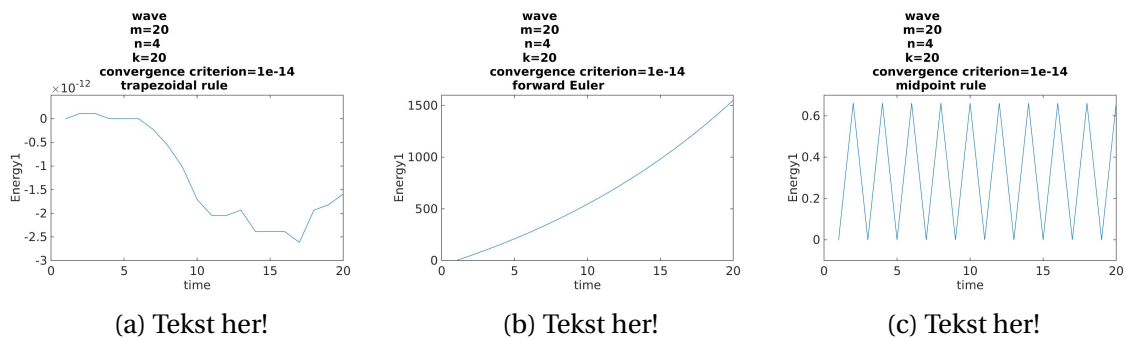 wave
m=20
n=4
k=20
convergence criterion=1e-14
trapezoidal rule
×10-12
0
-0.5
-1
-1.5
-2
-2.5
-3
Energy1
0 5 10 15 20
time
(a) Tekst her!
wave
m=20
n=4
k=20
convergence criterion=1e-14
forward Euler
1500
1000
500
0
Energy1
0 5 10 15 20
time
(b) Tekst her!
wave
m=20
n=4
k=20
convergence criterion=1e-14
midpoint rule
0.6
0.4
0.2
0
Energy1
0 5 10 15 20
time
(c) Tekst her!